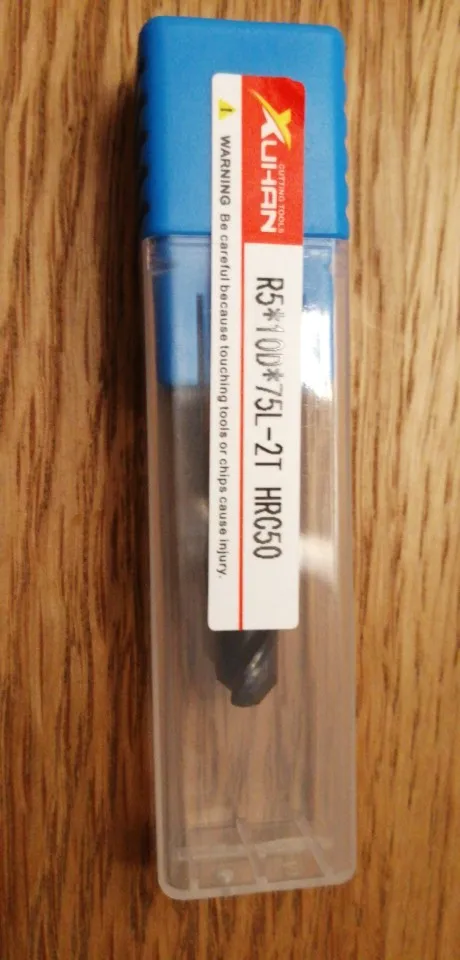 XUHAN
CUTTING TOOLS
R5*10D*75L-2T HRC50
WARNING Be careful because touching tools or chips cause injury.